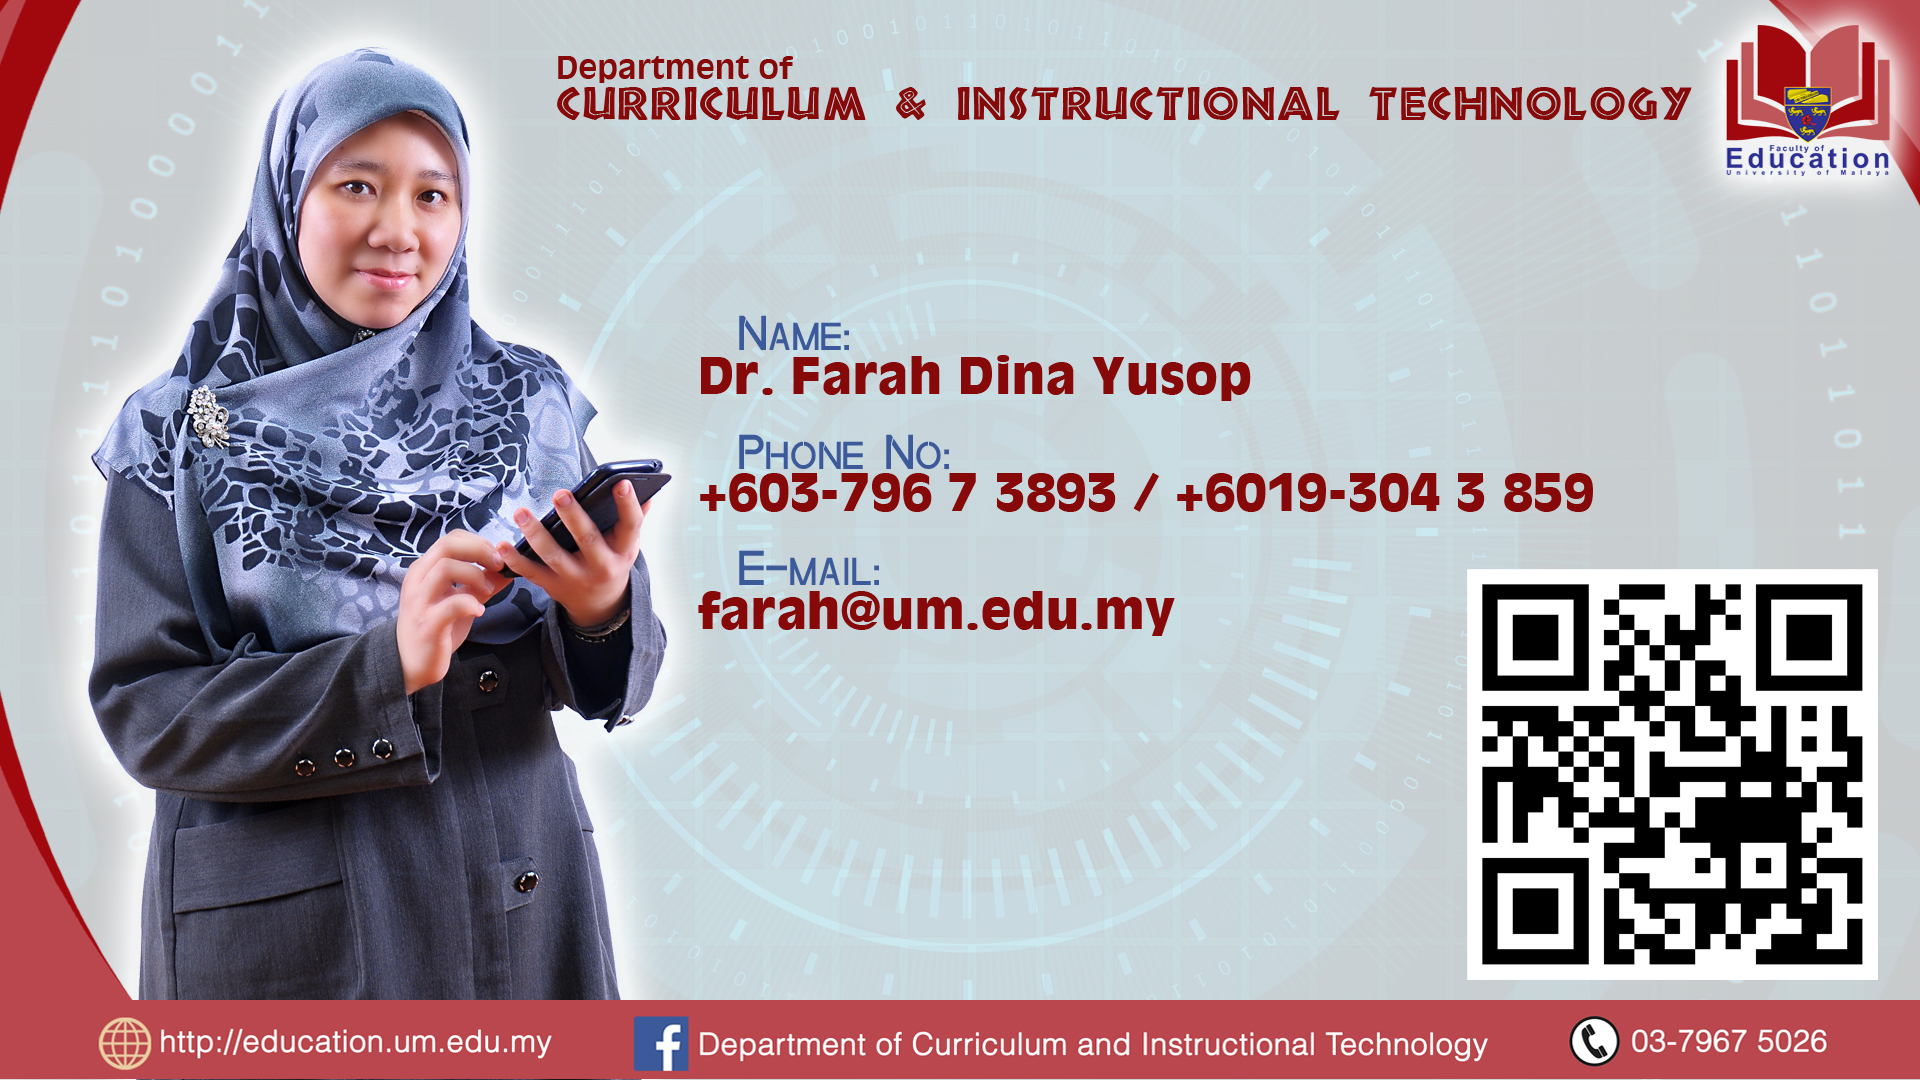 Department of
CURRICULUM & INSTRUCTIONAL TECHNOLOGY
Faculty of
Education
University of Malaya
NAME:
Dr. Farah Dina Yusop
PHONE NO:
+603-796 7 3893 / +6019-304 3 859
E-MAIL:
farah@um.edu.my
http://education.um.edu.my
Department of Curriculum and Instructional Technology
03-7967 5026